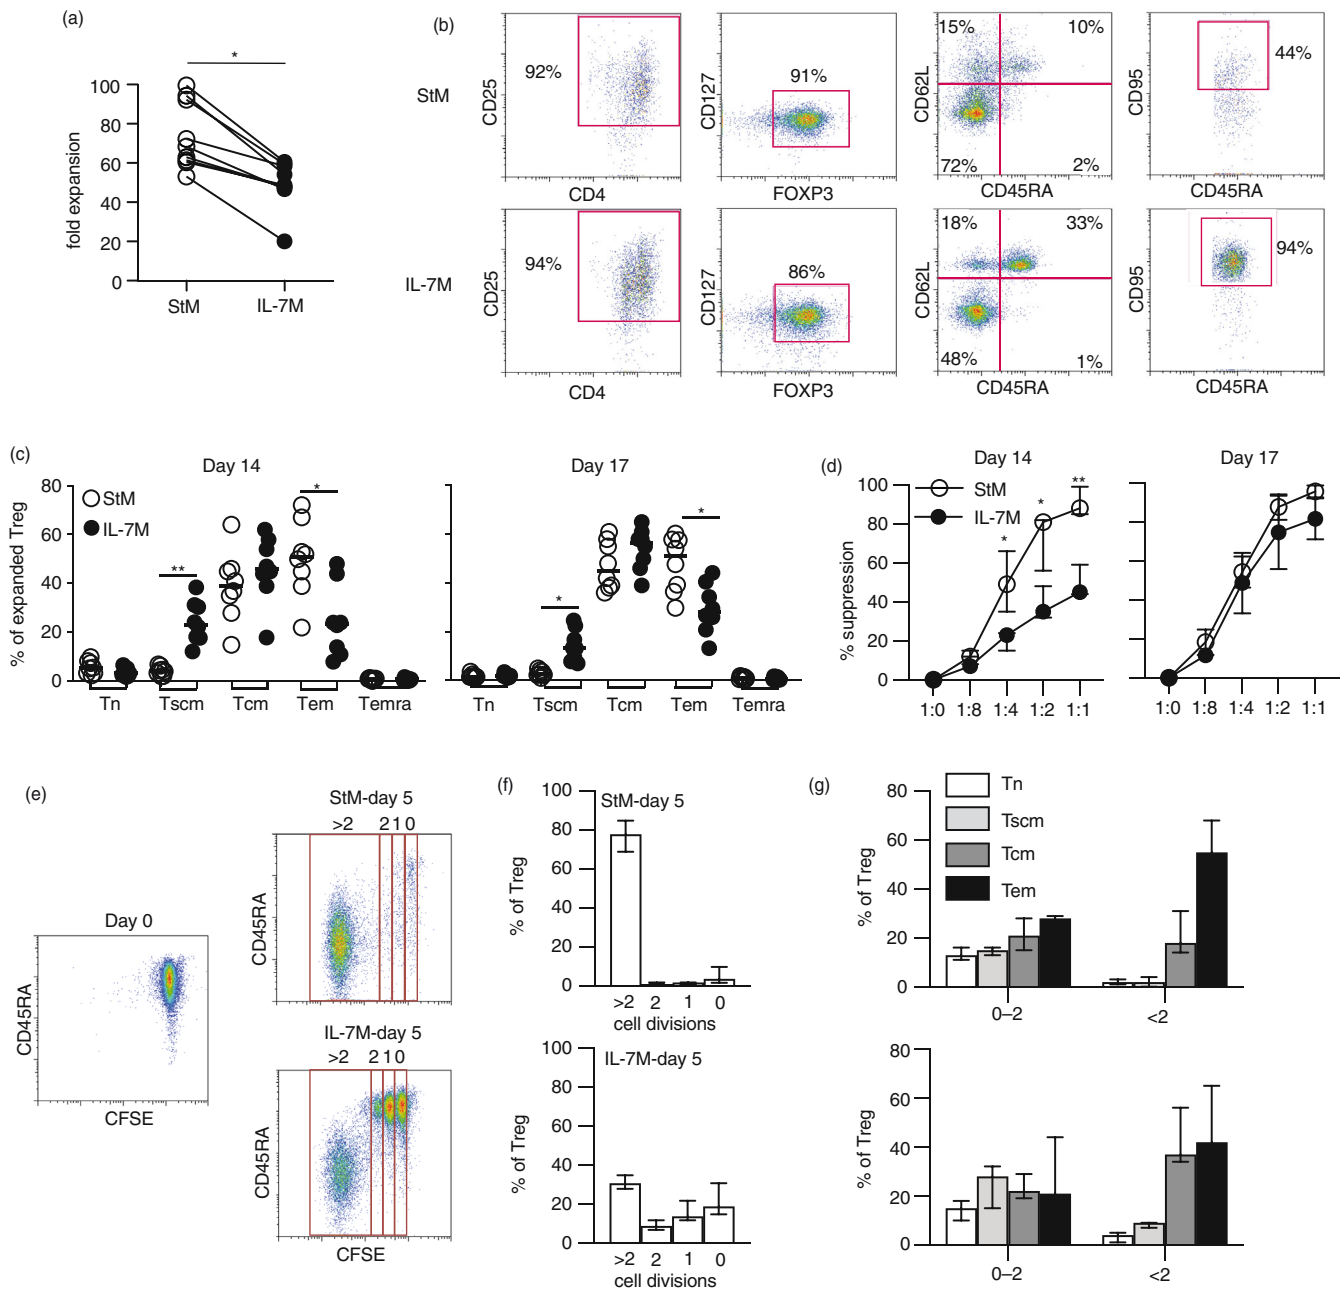 (a)
*
100
80
60
40
20
0
fold expansion
StM
IL-7M
(b)
StM
92%
CD25
CD4
91%
CD127
FOXP3
15%
10%
72%
2%
CD62L
CD45RA
44%
CD95
CD45RA
IL-7M
94%
CD25
CD4
86%
CD127
FOXP3
18%
33%
48%
1%
CD62L
CD45RA
94%
CD95
CD45RA
(c)
Day 14
80
60
40
20
0
% of expanded Treg
StM
IL-7M
**
*
Tn
Tscm
Tcm
Tem
Temra
Day 17
*
*
Tn
Tscm
Tcm
Tem
Temra
(d)
Day 14
100
80
60
40
20
0
% suppression
StM
IL-7M
*
*
**
1:0
1:8
1:4
1:2
1:1
Day 17
1:0
1:8
1:4
1:2
1:1
(e)
Day 0
CD45RA
CFSE
StM-day 5
>2 2 1 0
CD45RA
IL-7M-day 5
>2 2 1 0
CD45RA
CFSE
(f)
StM-day 5
100
80
60
40
20
0
% of Treg
>2 2 1 0
cell divisions
IL-7M-day 5
100
80
60
40
20
0
% of Treg
>2 2 1 0
cell divisions
(g)
80
60
40
20
0
% of Treg
Tn
Tscm
Tcm
Tem
0–2
<2
80
60
40
20
0
% of Treg
0–2
<2